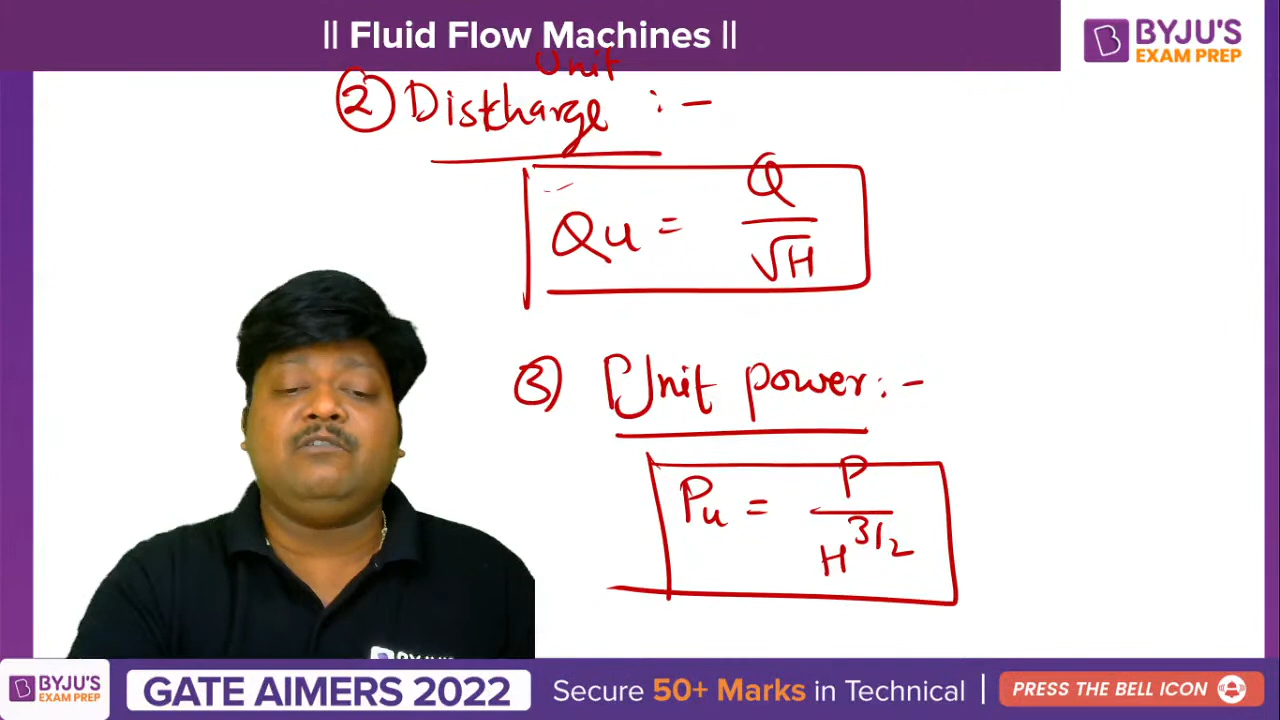 || Fluid Flow Machines ||
BYJU'S
EXAM PREP
Unit
② Discharge :-
Qu = Q/√H
③ Unit power :-
Pu = P/H^3/2
BYJU'S
BYJU'S
EXAM PREP
GATE AIMERS 2022
Secure 50+ Marks in Technical
PRESS THE BELL ICON